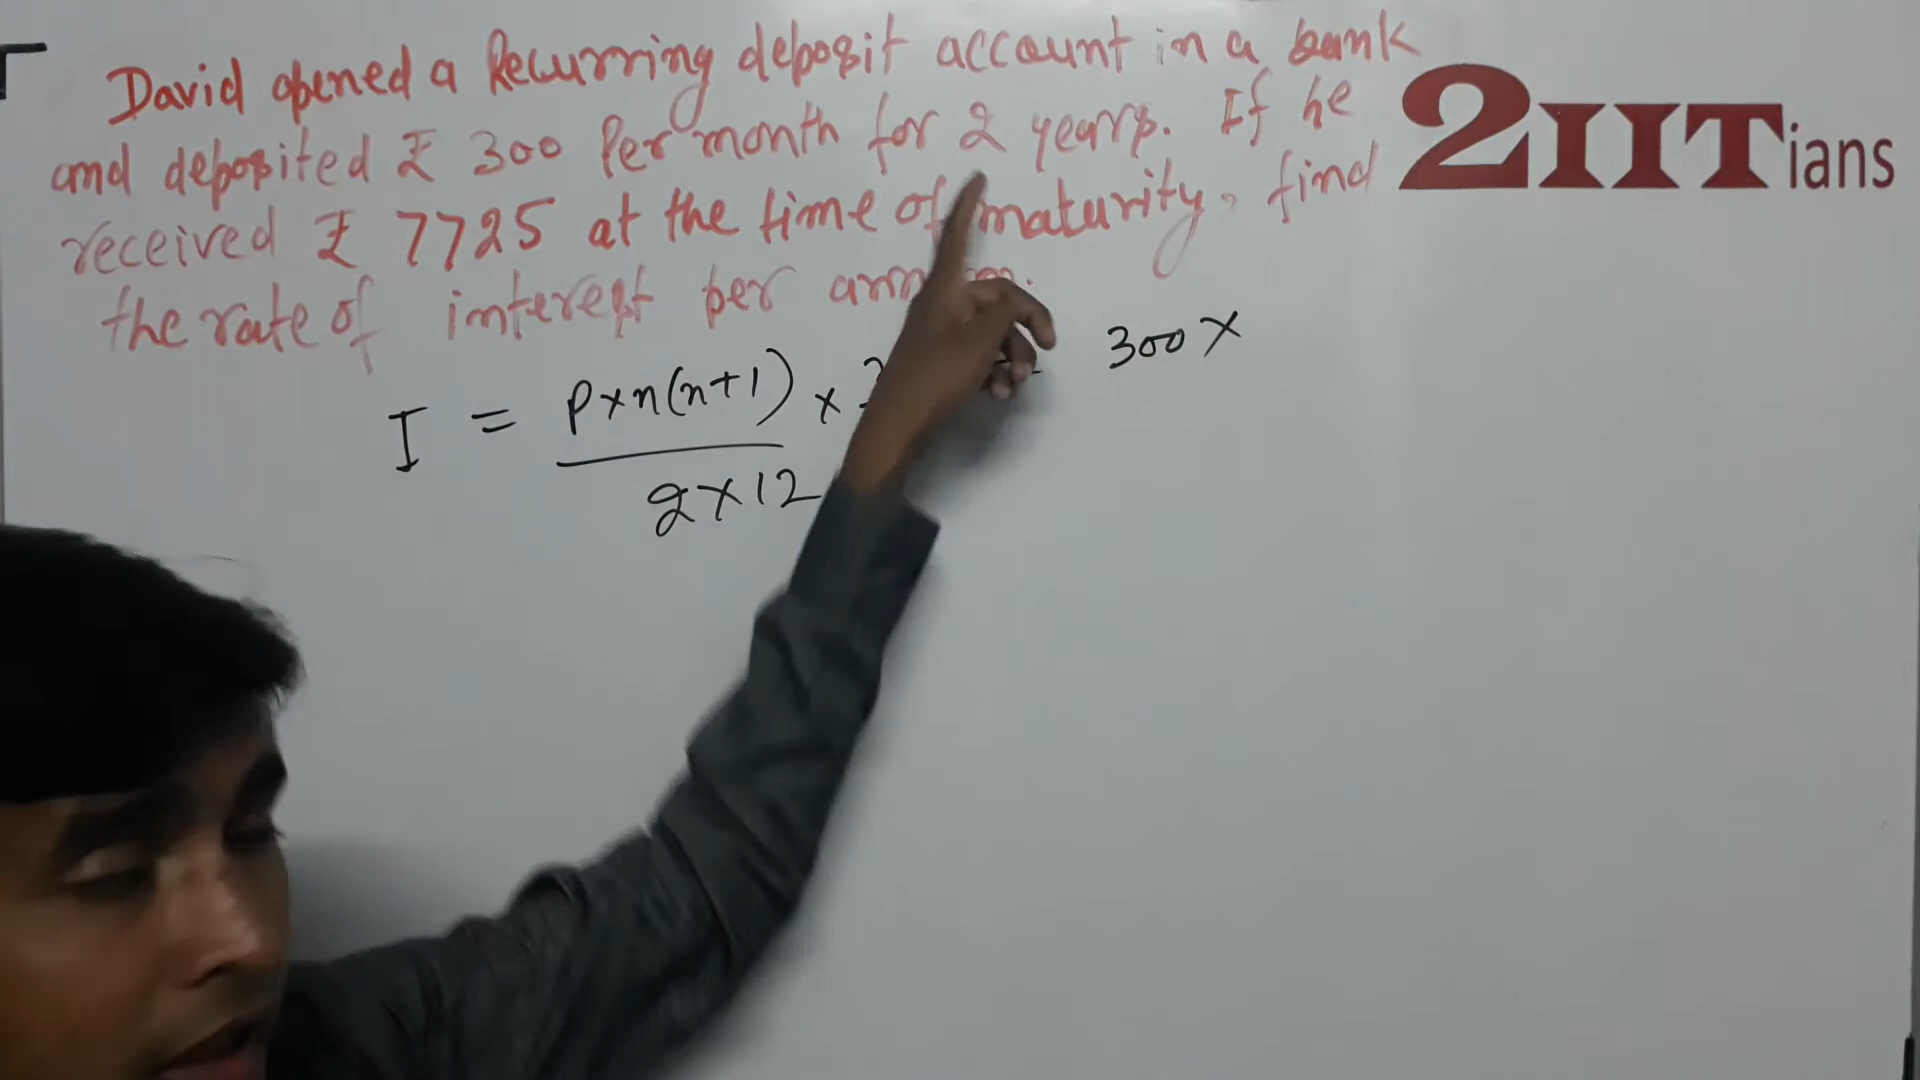 David opened a Recurring deposit account in a bank
and deposited ₹ 300 Per month for 2 years. If he
received ₹ 7725 at the time of maturity, find
the rate of interest per
2IITians
300 ×
I = P×n(n+1) ×
2×12